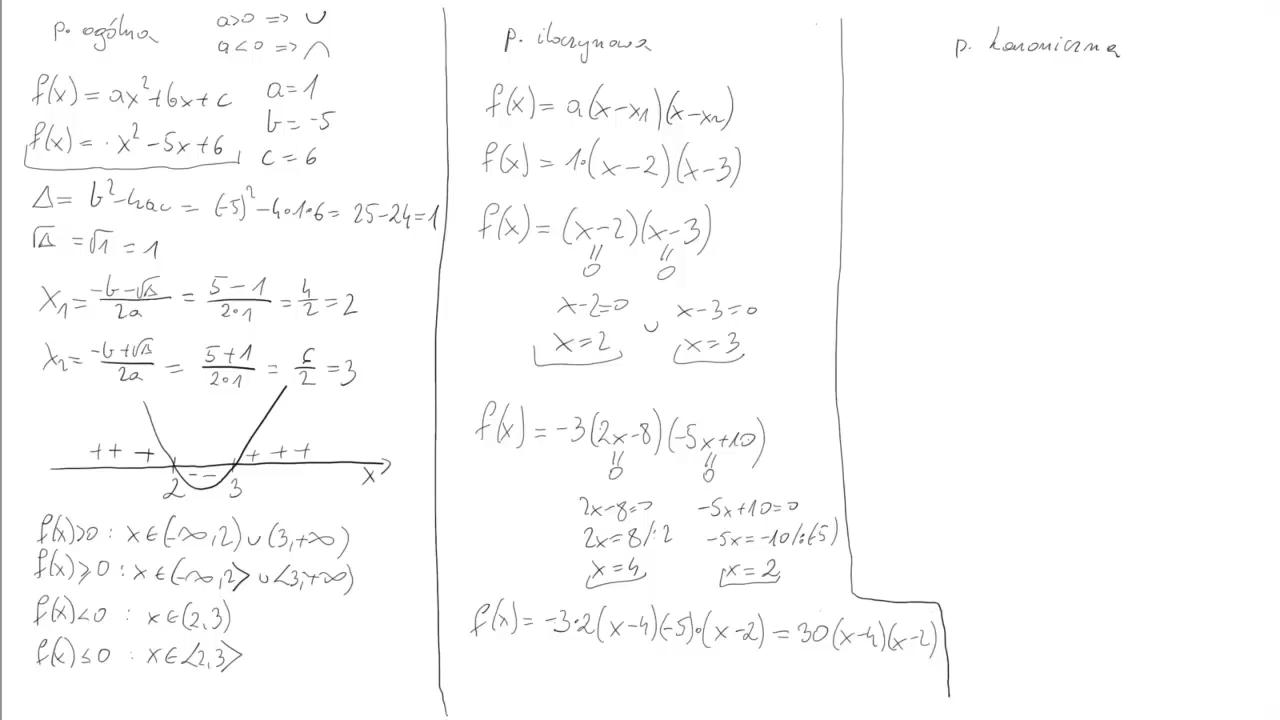 p. ogólna
a>0 => ∪
a<0 => ∩
f(x) = ax²+bx+c
a=1
f(x) = x² - 5x + 6
b = -5
c = 6
Δ = b²-4ac = (-5)² - 4·1·6 = 25-24=1
√Δ = √1 = 1
x₁ = (-b-√Δ)/2a = (5-1)/(2·1) = 4/2 = 2
x₂ = (-b+√Δ)/2a = (5+1)/(2·1) = 6/2 = 3
++ + -- + + +
2 3 x
f(x)>0 : x∈(-∞,2)∪(3,+∞)
f(x)⩾0 : x∈(-∞,2>∪<3,+∞)
f(x)<0 : x∈(2,3)
f(x)≤0 : x∈<2,3>
p. iloczynowa
f(x) = a(x-x₁)(x-x₂)
f(x) = 1·(x-2)(x-3)
f(x) = (x-2)(x-3)
= =
0 0
x-2=0 ∪ x-3=0
x=2 x=3
f(x) = -3(2x-8)(-5x+10)
= =
0 0
2x-8=0 -5x+10=0
2x=8/:2 -5x=-10/:(-5)
x=4 x=2
f(x) = -3·2(x-4)(-5)·(x-2) = 30(x-4)(x-2)
p. kanoniczna